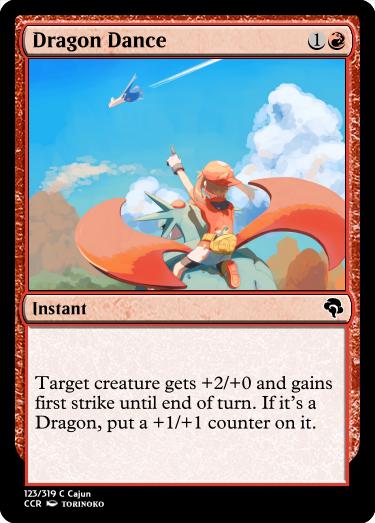 Dragon Dance 1
Instant
Target creature gets +2/+0 and gains
first strike until end of turn. If it's a
Dragon, put a +1/+1 counter on it.
123/319 C Cajun
CCR TORINOKO